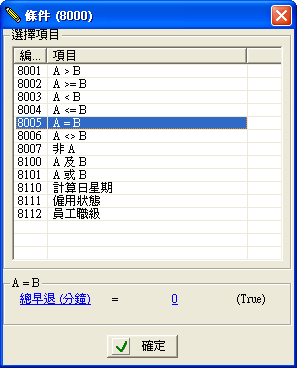 條件 (8000)
選擇項目
編... 項目
8001 A > B
8002 A >= B
8003 A < B
8004 A <= B
8005 A = B
8006 A <> B
8007 非 A
8100 A 及 B
8101 A 或 B
8110 計算日星期
8111 僱用狀態
8112 員工職級
A = B
總早退 (分鐘) = 0 (True)
確定